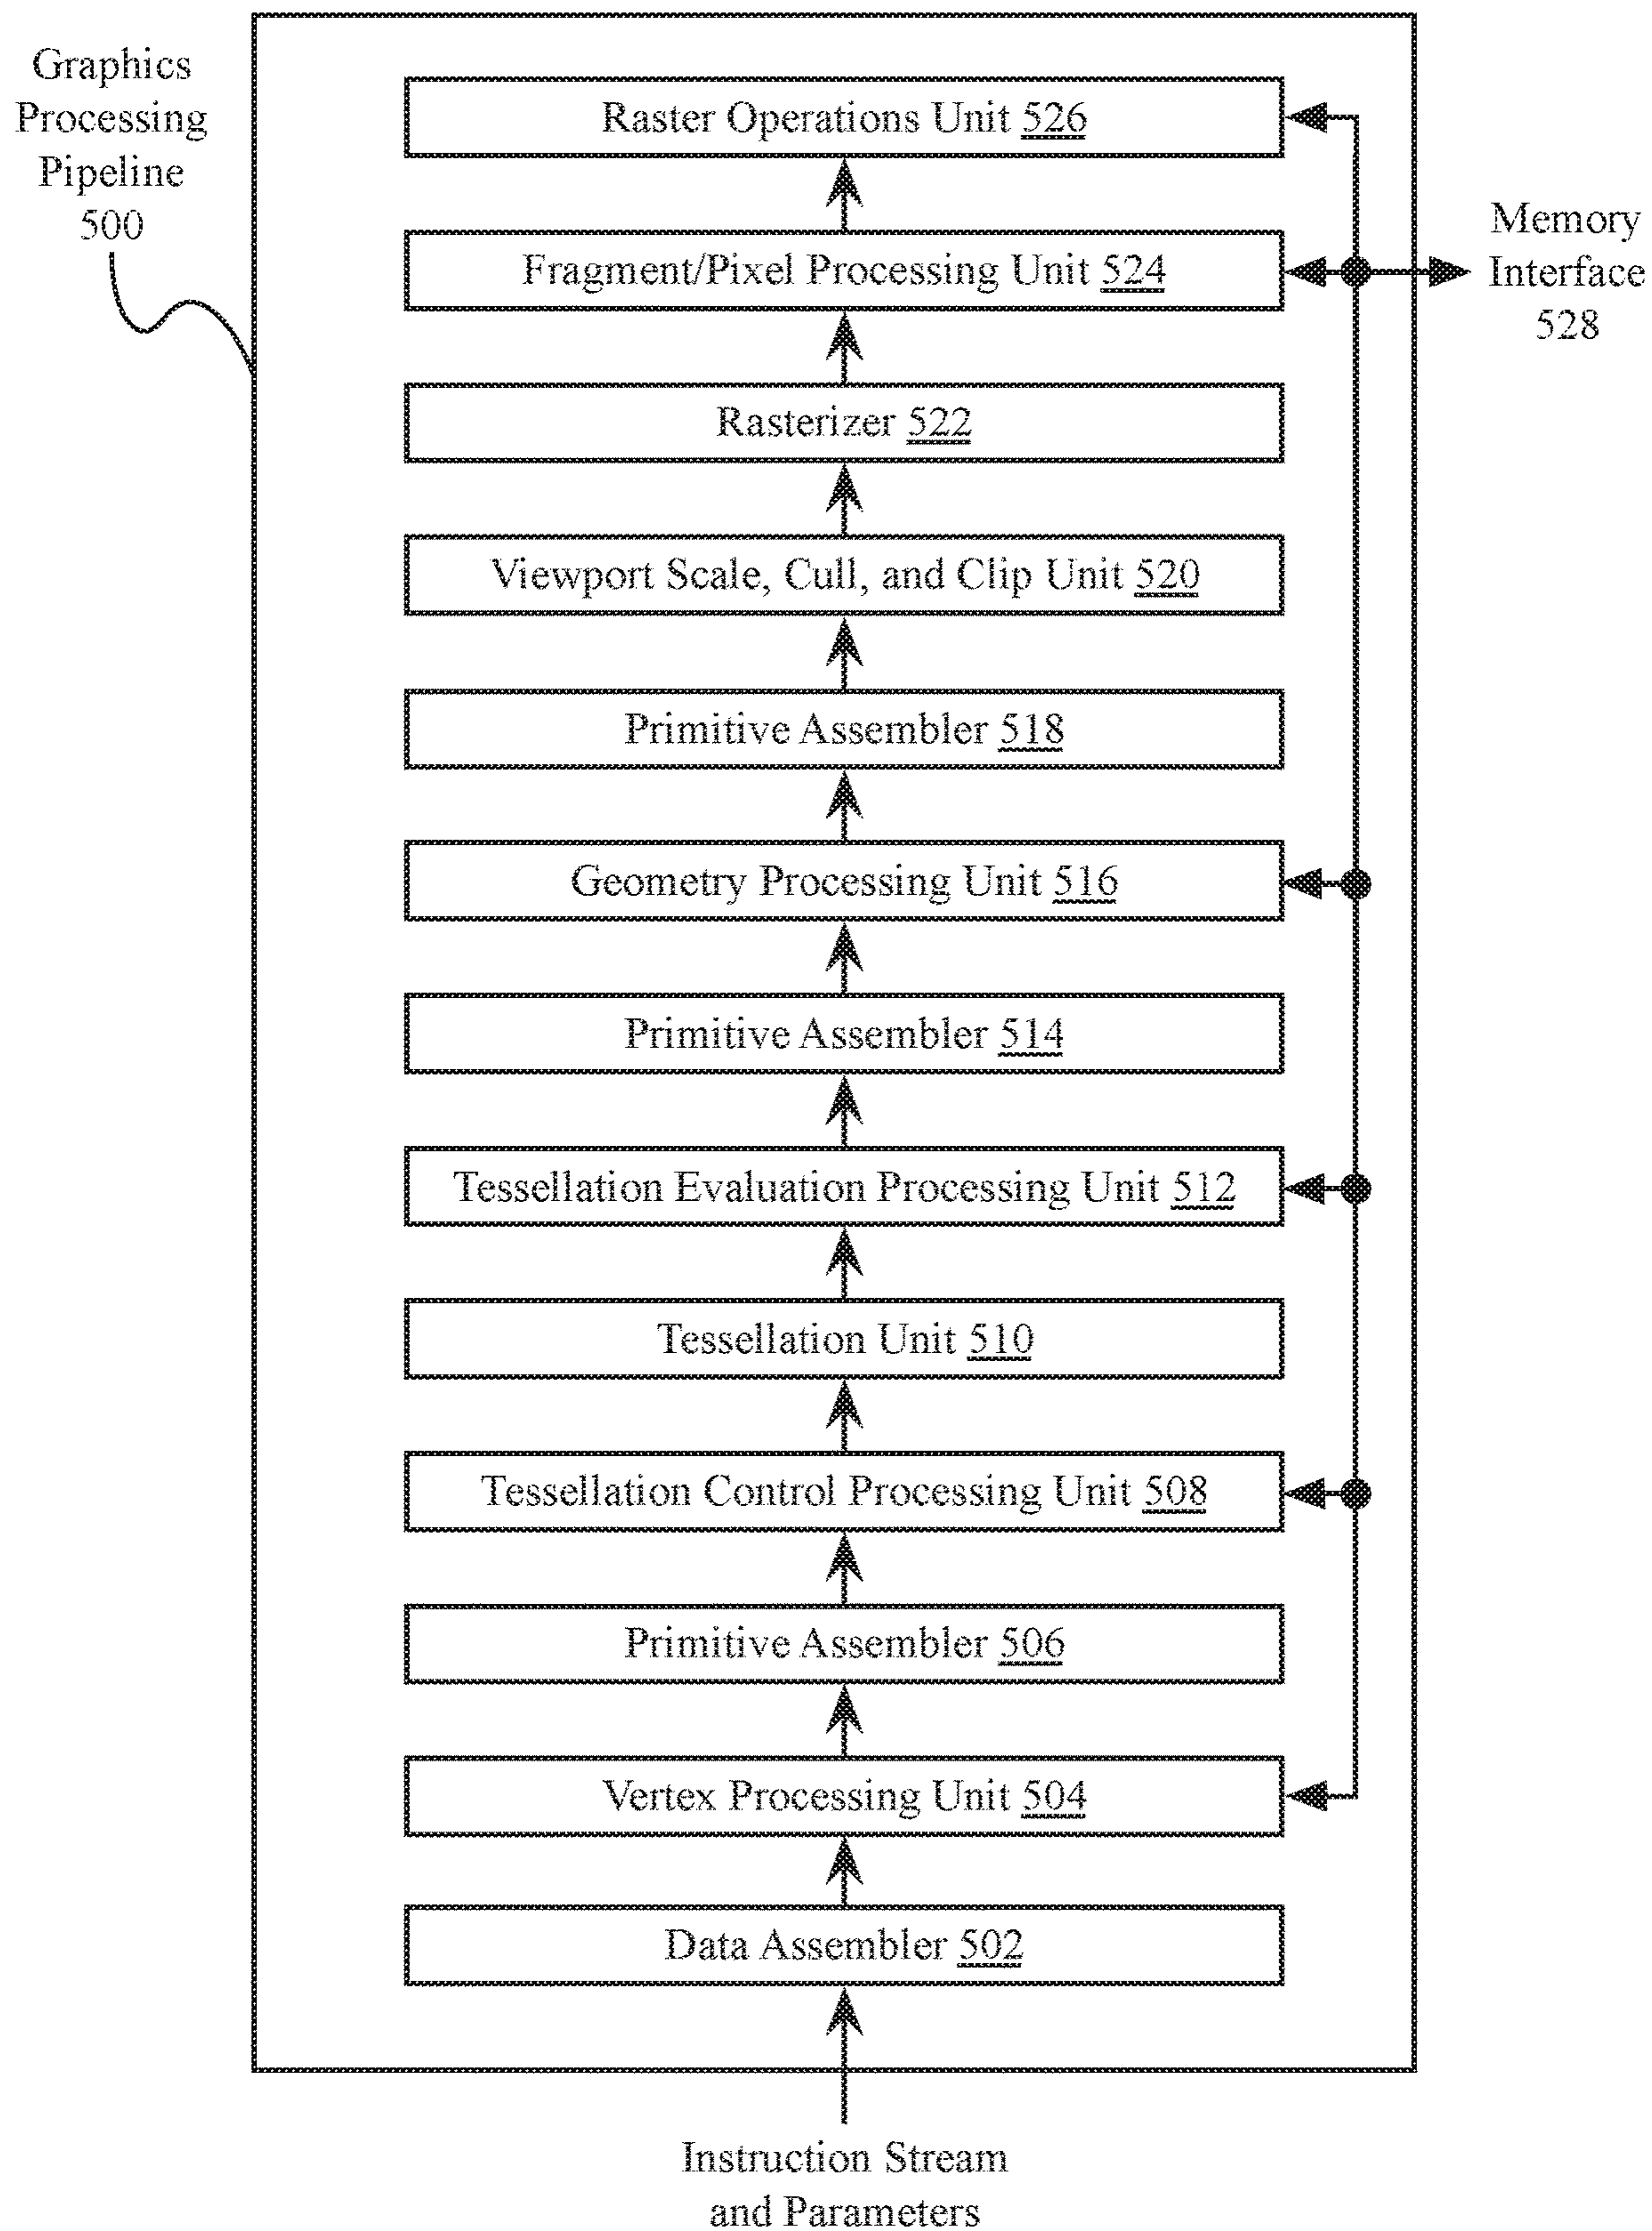 Graphics
Processing
Pipeline
500
Raster Operations Unit 526
Fragment/Pixel Processing Unit 524
Memory
Interface
528
Rasterizer 522
Viewport Scale, Cull, and Clip Unit 520
Primitive Assembler 518
Geometry Processing Unit 516
Primitive Assembler 514
Tessellation Evaluation Processing Unit 512
Tessellation Unit 510
Tessellation Control Processing Unit 508
Primitive Assembler 506
Vertex Processing Unit 504
Data Assembler 502
Instruction Stream
and Parameters